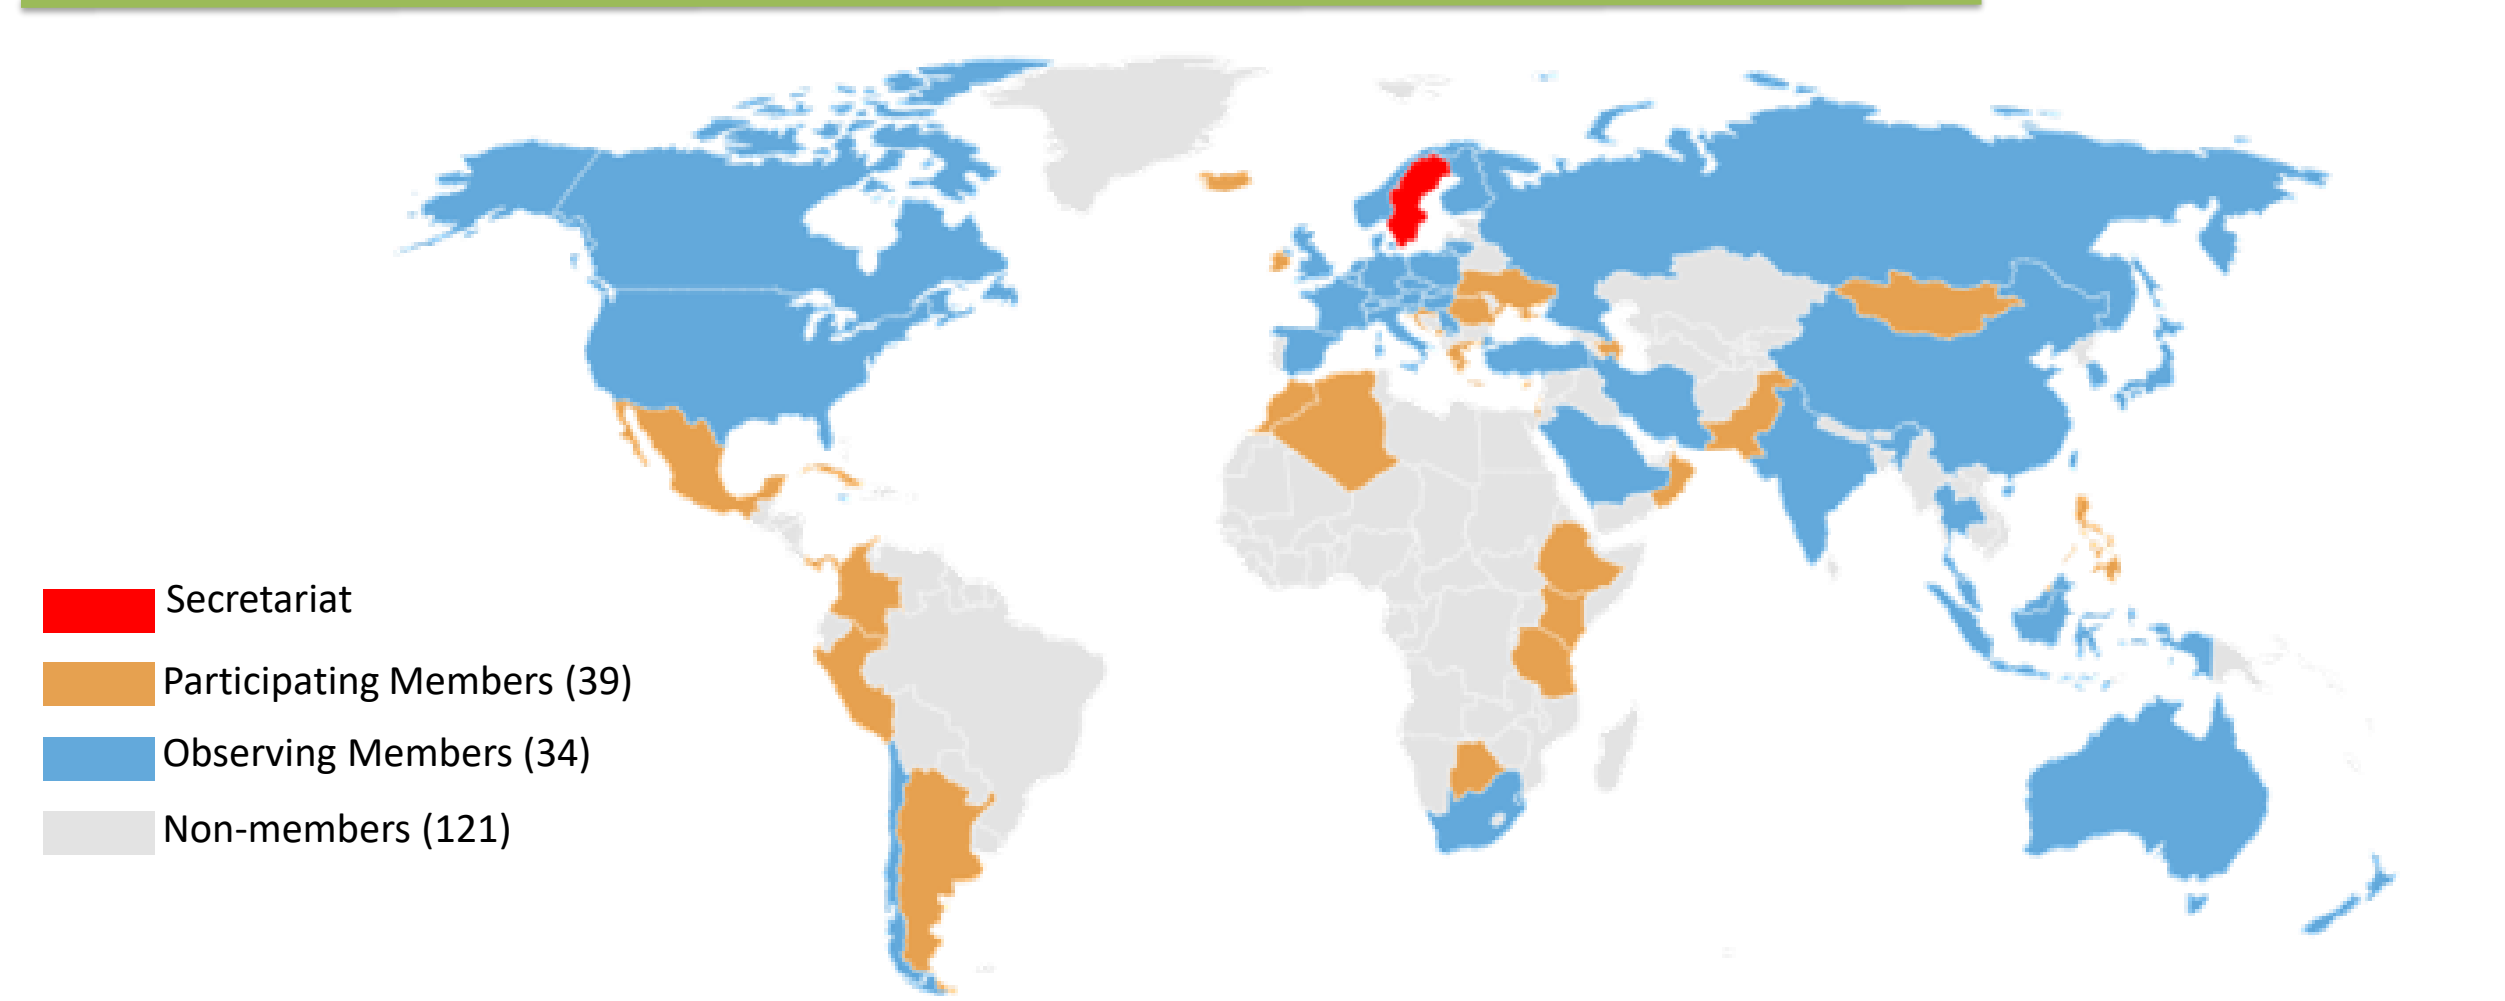 Secretariat
Participating Members (39)
Observing Members (34)
Non-members (121)